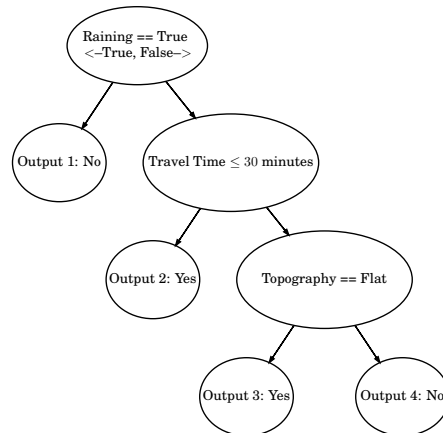 Raining == True
<–True, False–>
Output 1: No
Travel Time ≤ 30 minutes
Output 2: Yes
Topography == Flat
Output 3: Yes
Output 4: No